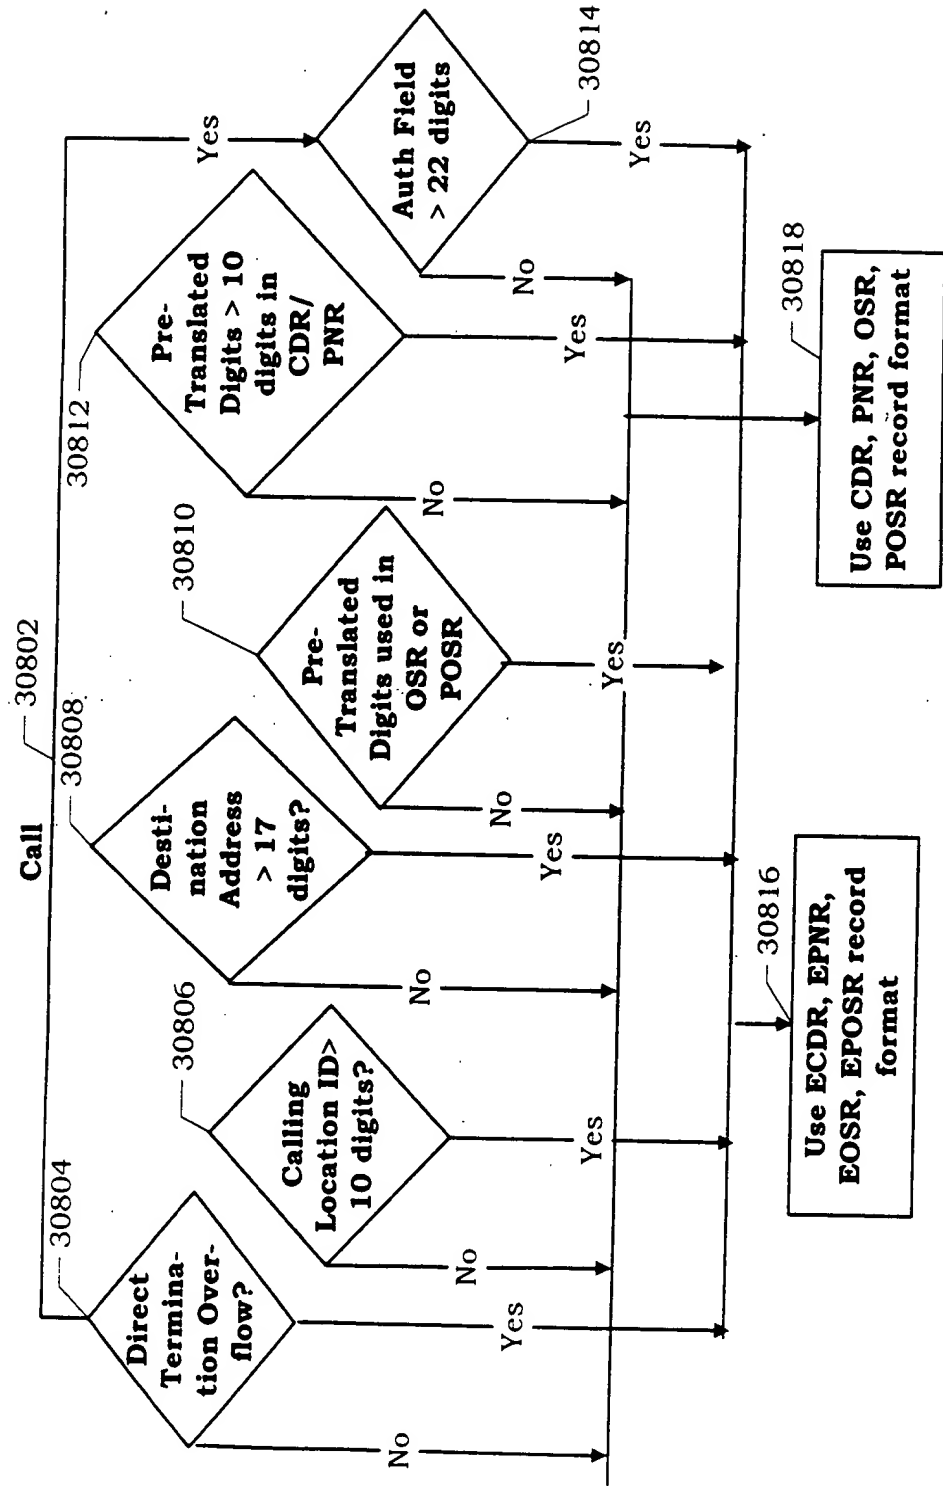 Call
30802
30804
Direct
Termina-
tion Over-
flow?
No
Yes
30806
Calling
Location ID>
10 digits?
No
Yes
30808
Desti-
nation
Address
> 17
digits?
No
Yes
30810
Pre-
Translated
Digits used in
OSR or
POSR
No
Yes
30812
Pre-
Translated
Digits > 10
digits in
CDR/
PNR
No
Yes
Yes
Auth Field
> 22 digits
30814
No
Yes
30816
Use ECDR, EPNR,
EOSR, EPOSR record
format
30818
Use CDR, PNR, OSR,
POSR record format